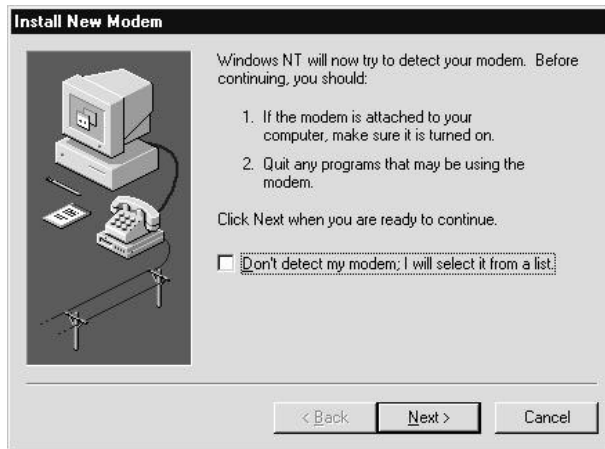 Install New Modem
Windows NT will now try to detect your modem. Before
continuing, you should:
1. If the modem is attached to your
computer, make sure it is turned on.
2. Quit any programs that may be using the
modem.
Click Next when you are ready to continue.
Don't detect my modem; I will select it from a list.
< Back
Next >
Cancel